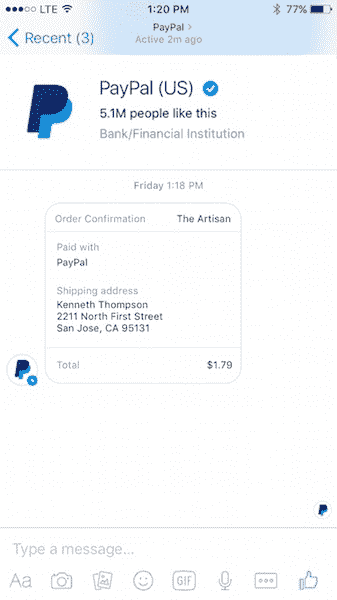 LTE 1:20 PM 77%
Recent (3) PayPal >
Active 2m ago
PayPal (US)
5.1M people like this
Bank/Financial Institution
Friday 1:18 PM
Order Confirmation The Artisan
Paid with
PayPal
Shipping address
Kenneth Thompson
2211 North First Street
San Jose, CA 95131
Total $1.79
Type a message...
Aa GIF